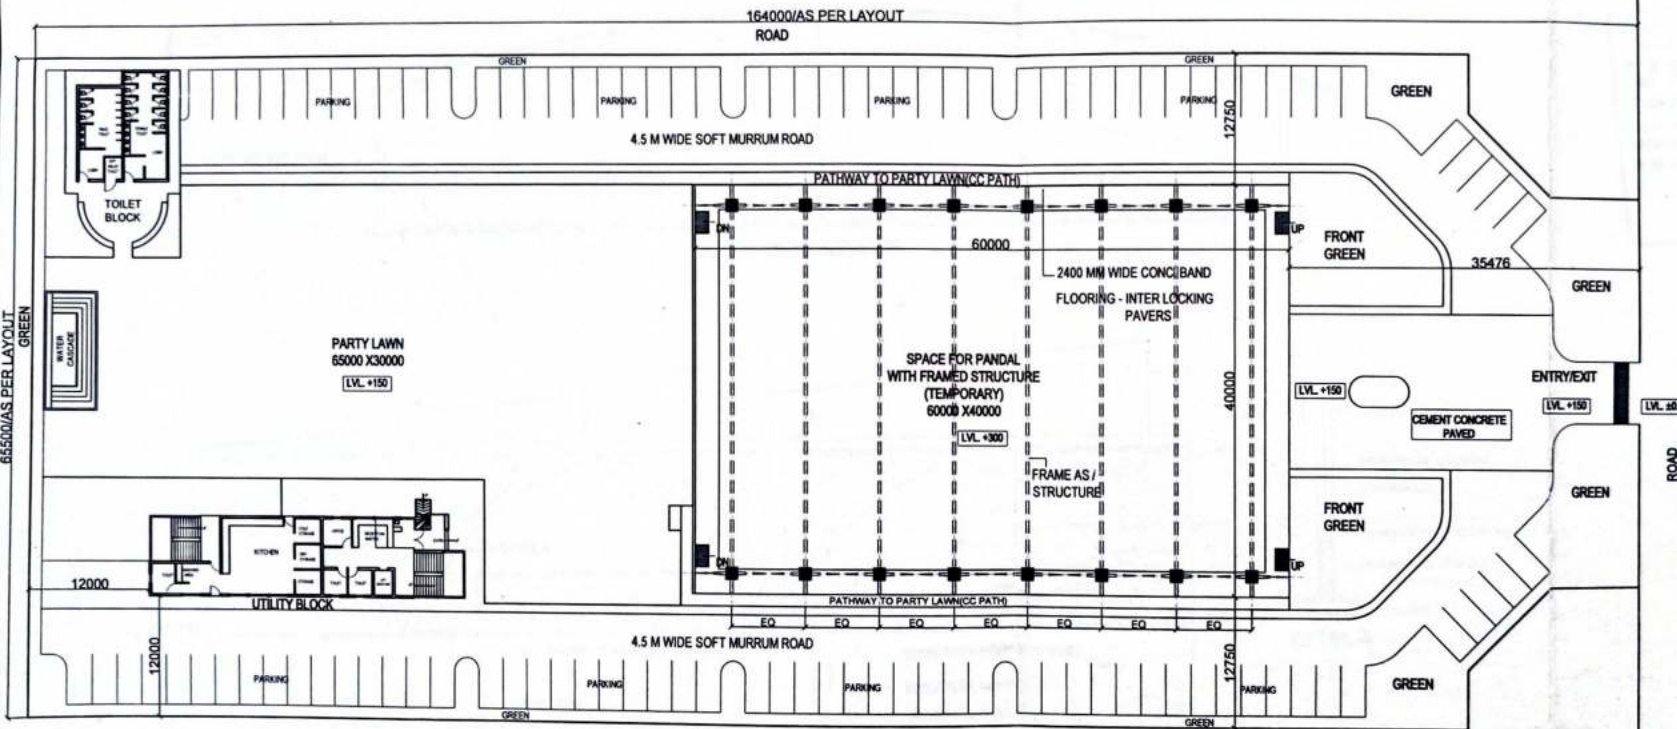 164000/AS PER LAYOUT
ROAD
GREEN
GREEN
GREEN
PARKING
PARKING
PARKING
PARKING
12750
4.5 M WIDE SOFT MURRUM ROAD
PATHWAY TO PARTY LAWN(CC PATH)
TOILET
BLOCK
DN
UP
60000
FRONT
GREEN
35476
2400 MM WIDE CONC.BAND
FLOORING - INTER LOCKING
PAVERS
GREEN
65500/AS PER LAYOUT
GREEN
WATER
CASCADE
PARTY LAWN
65000 X30000
LVL. +150
SPACE FOR PANDAL
WITH FRAMED STRUCTURE
(TEMPORARY)
60000 X40000
LVL. +300
40000
LVL. +150
ENTRY/EXIT
LVL. +150
LVL. ±0
CEMENT CONCRETE
PAVED
ROAD
FRAME AS /
STRUCTURE
FRONT
GREEN
GREEN
KITCHEN
DN
UP
12000
UTILITY BLOCK
PATHWAY TO PARTY LAWN(CC PATH)
EQ EQ EQ EQ EQ EQ EQ
4.5 M WIDE SOFT MURRUM ROAD
12000
12750
PARKING
PARKING
PARKING
PARKING
GREEN
GREEN
GREEN